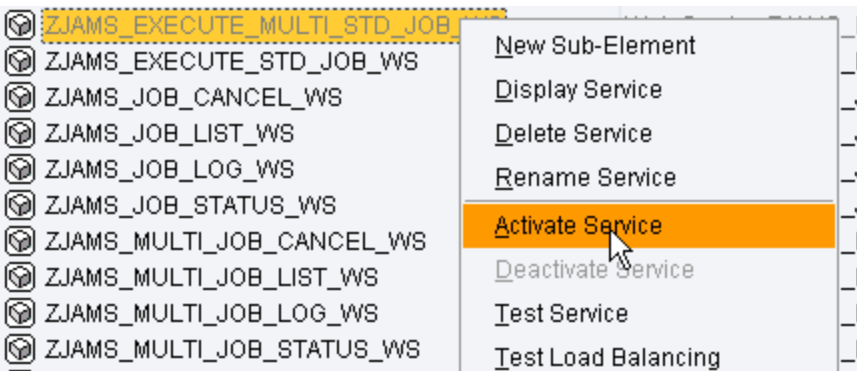 ZJAMS_EXECUTE_MULTI_STD_JOB_WS
New Sub-Element
ZJAMS_EXECUTE_STD_JOB_WS
Display Service
ZJAMS_JOB_CANCEL_WS
Delete Service
ZJAMS_JOB_LIST_WS
Rename Service
ZJAMS_JOB_LOG_WS
Activate Service
ZJAMS_JOB_STATUS_WS
Deactivate Service
ZJAMS_MULTI_JOB_CANCEL_WS
Test Service
ZJAMS_MULTI_JOB_LIST_WS
Test Load Balancing
ZJAMS_MULTI_JOB_LOG_WS
ZJAMS_MULTI_JOB_STATUS_WS